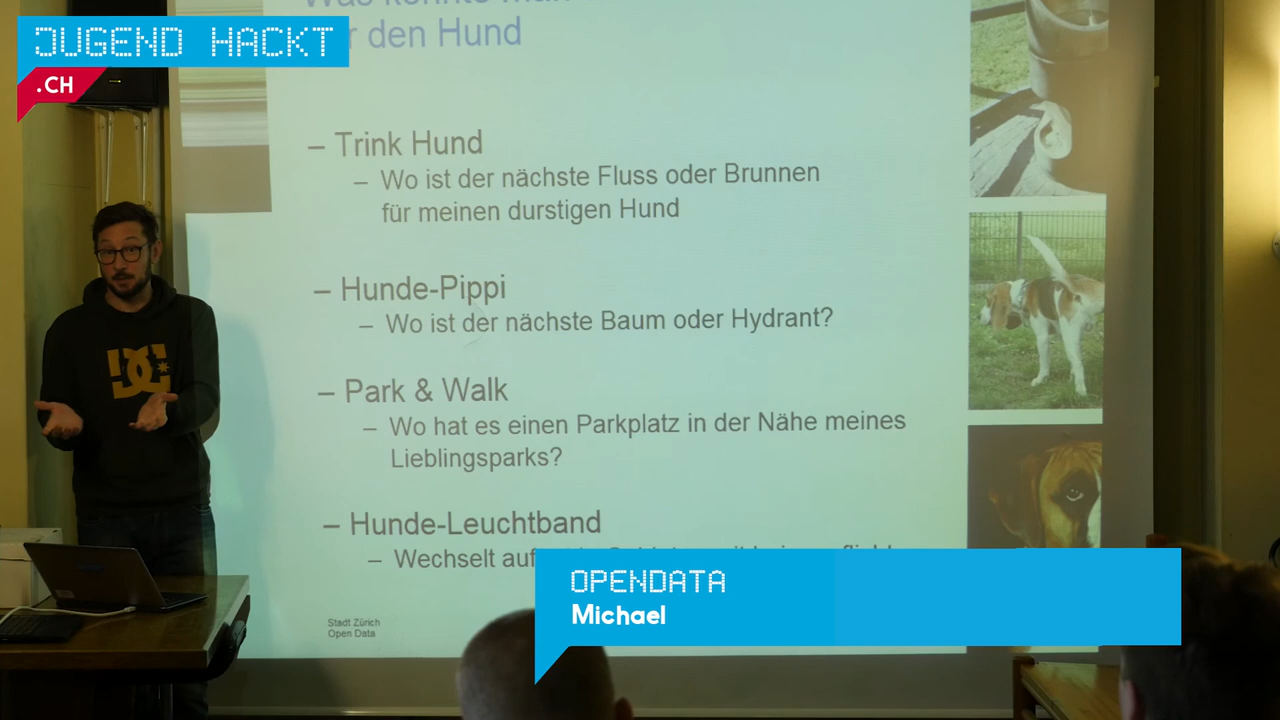 JUGEND HACKT
.CH
den Hund
– Trink Hund
– Wo ist der nächste Fluss oder Brunnen
für meinen durstigen Hund
– Hunde-Pippi
– Wo ist der nächste Baum oder Hydrant?
– Park & Walk
– Wo hat es einen Parkplatz in der Nähe meines
Lieblingsparks?
– Hunde-Leuchtband
– Wechselt auf
Stadt Zürich
Open Data
OPENDATA
Michael
DC